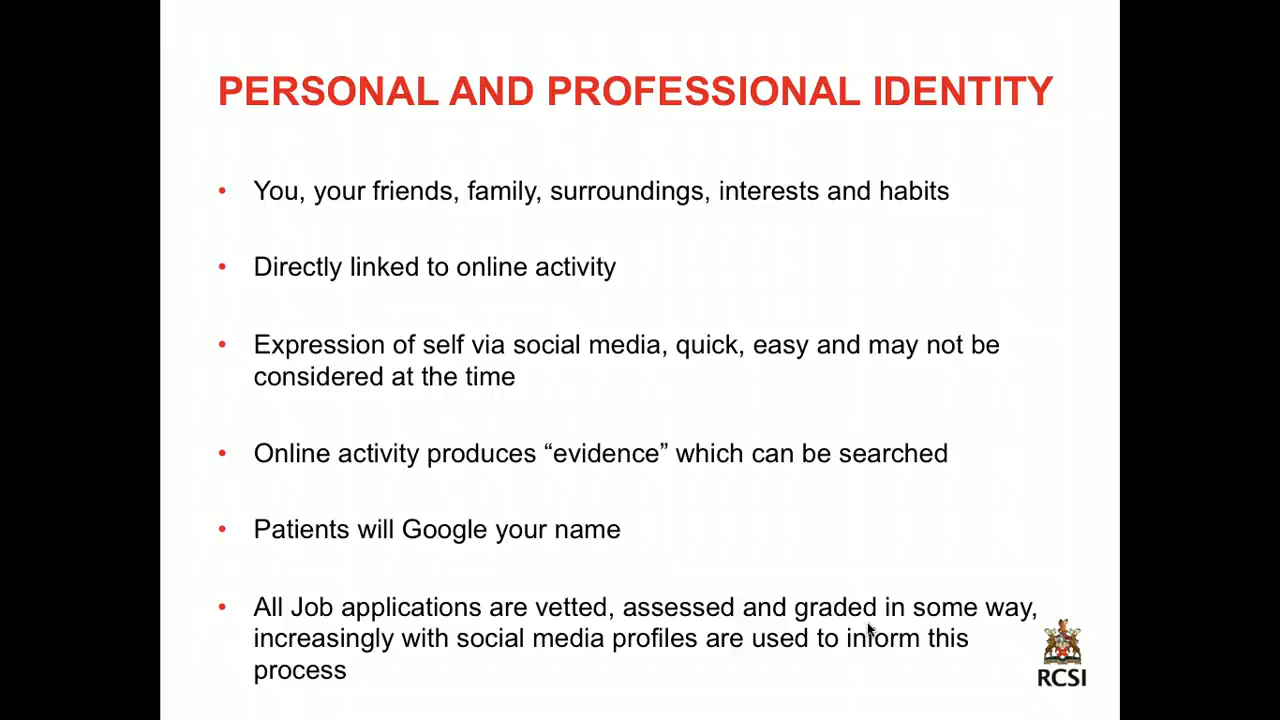 PERSONAL AND PROFESSIONAL IDENTITY
• You, your friends, family, surroundings, interests and habits
• Directly linked to online activity
• Expression of self via social media, quick, easy and may not be
considered at the time
• Online activity produces “evidence” which can be searched
• Patients will Google your name
• All Job applications are vetted, assessed and graded in some way,
increasingly with social media profiles are used to inform this
process
RCSI